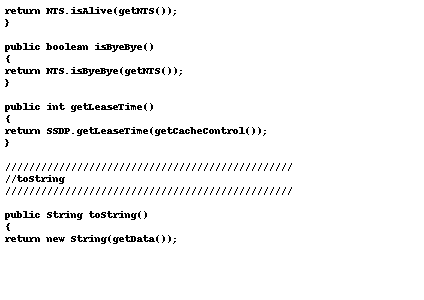 return NTS.isAlive(getNTS());
}
public boolean isByeBye()
{
return NTS.isByeBye(getNTS());
}
public int getLeaseTime()
{
return SSDP.getLeaseTime(getCacheControl());
}
////////////////////////////////////////////////
//toString
////////////////////////////////////////////////
public String toString()
{
return new String(getData());